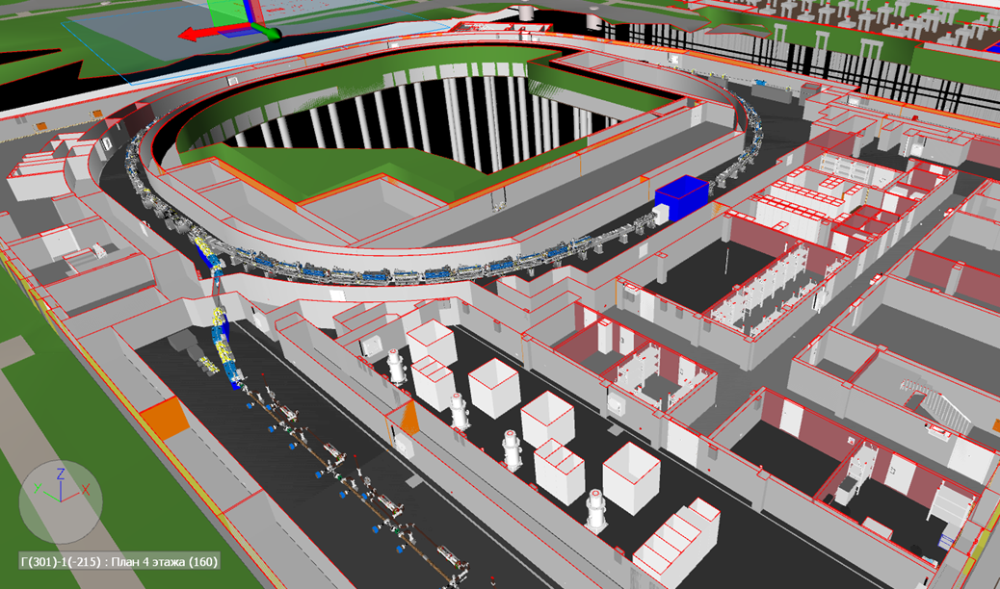 Z
Y X
Г(301)-1(-215) : План 4 этажа (160)